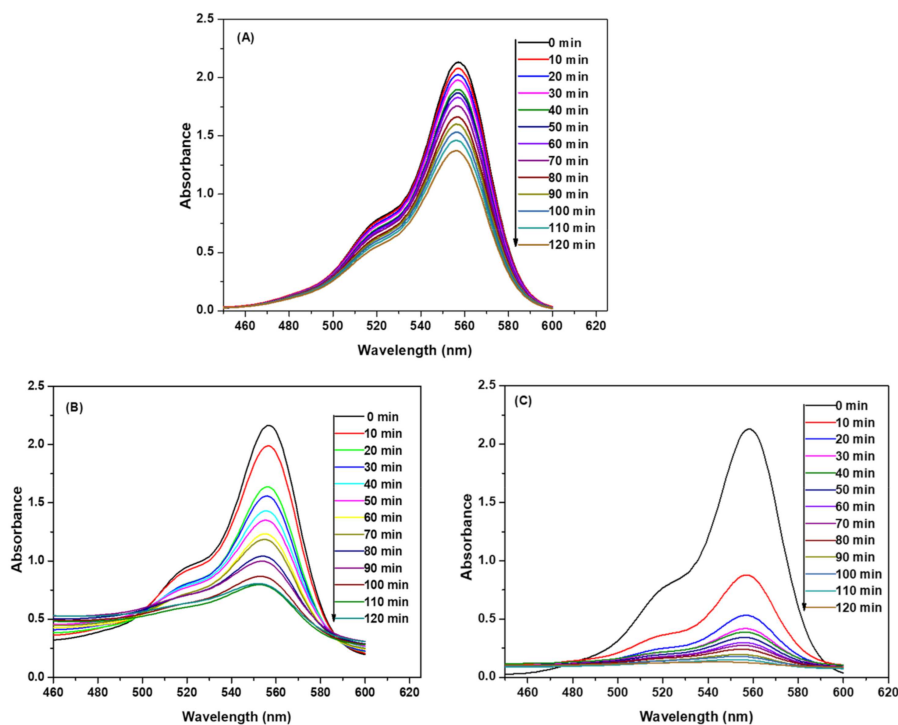 (A)
0 min
10 min
20 min
30 min
40 min
50 min
60 min
70 min
80 min
90 min
100 min
110 min
120 min
Absorbance
2.5
2.0
1.5
1.0
0.5
0.0
460 480 500 520 540 560 580 600 620
Wavelength (nm)
(B)
0 min
10 min
20 min
30 min
40 min
50 min
60 min
70 min
80 min
90 min
100 min
110 min
120 min
Absorbance
2.5
2.0
1.5
1.0
0.5
0.0
460 480 500 520 540 560 580 600 620
Wavelength (nm)
(C)
0 min
10 min
20 min
30 min
40 min
50 min
60 min
70 min
80 min
90 min
100 min
110 min
120 min
Absorbance
2.5
2.0
1.5
1.0
0.5
0.0
460 480 500 520 540 560 580 600 620
Wavelength (nm)